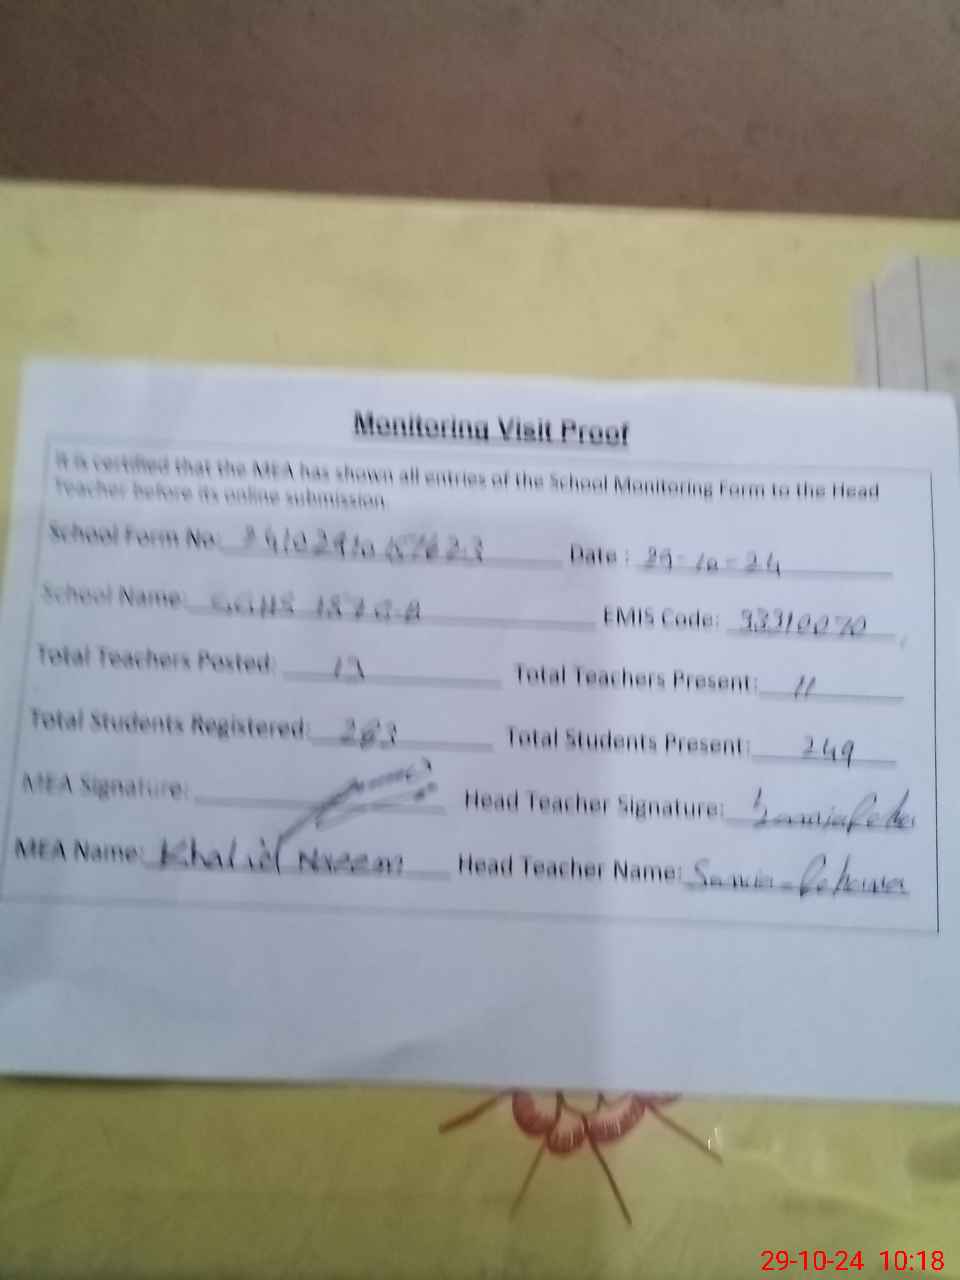 Monitoring Visit Proof
It is certified that the MEA has shown all entries of the School Monitoring Form to the Head
Teacher before its online submission.
School Form No: Date: 29-10-24
School Name: EMIS Code: 33310070
Total Teachers Posted: Total Teachers Present: 11
Total Students Registered: 283 Total Students Present: 249
MEA Signature: Head Teacher Signature:
MEA Name: Khalid Naeem Head Teacher Name:
29-10-24 10:18